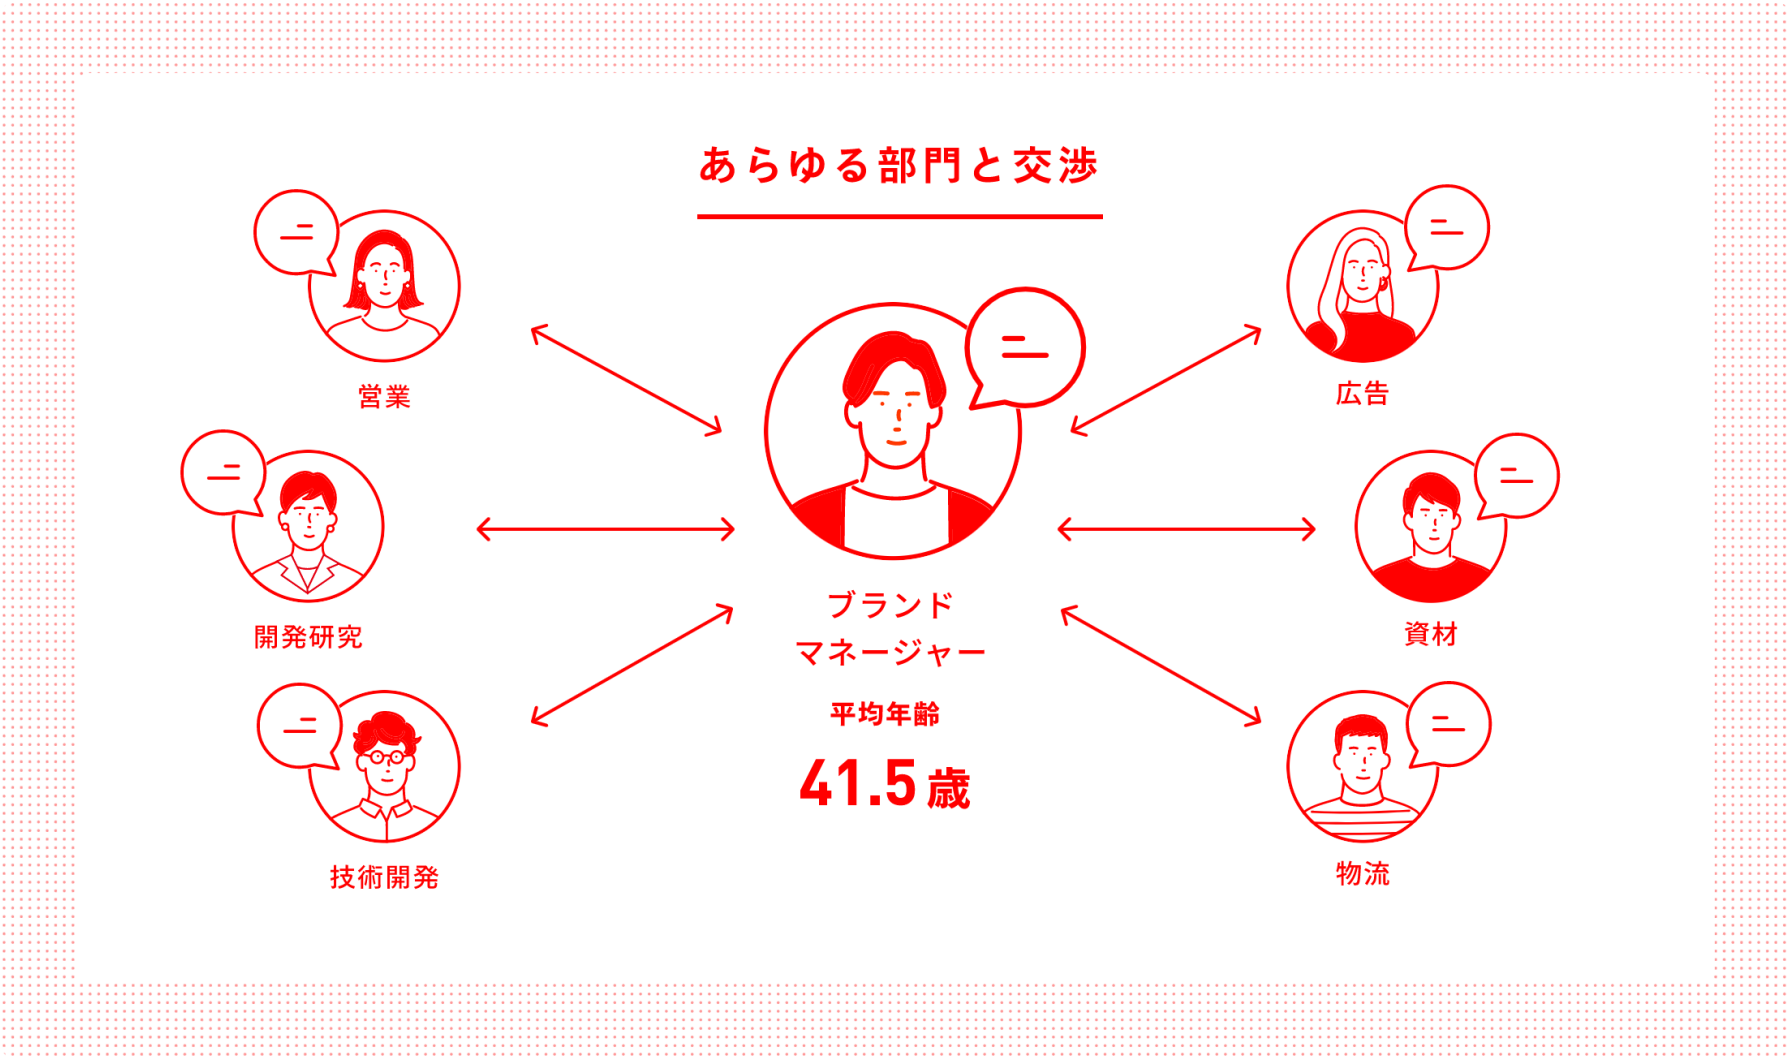 あらゆる部門と交渉
営業
広告
開発研究
資材
技術開発
物流
ブランド
マネージャー
平均年齢
41.5歳